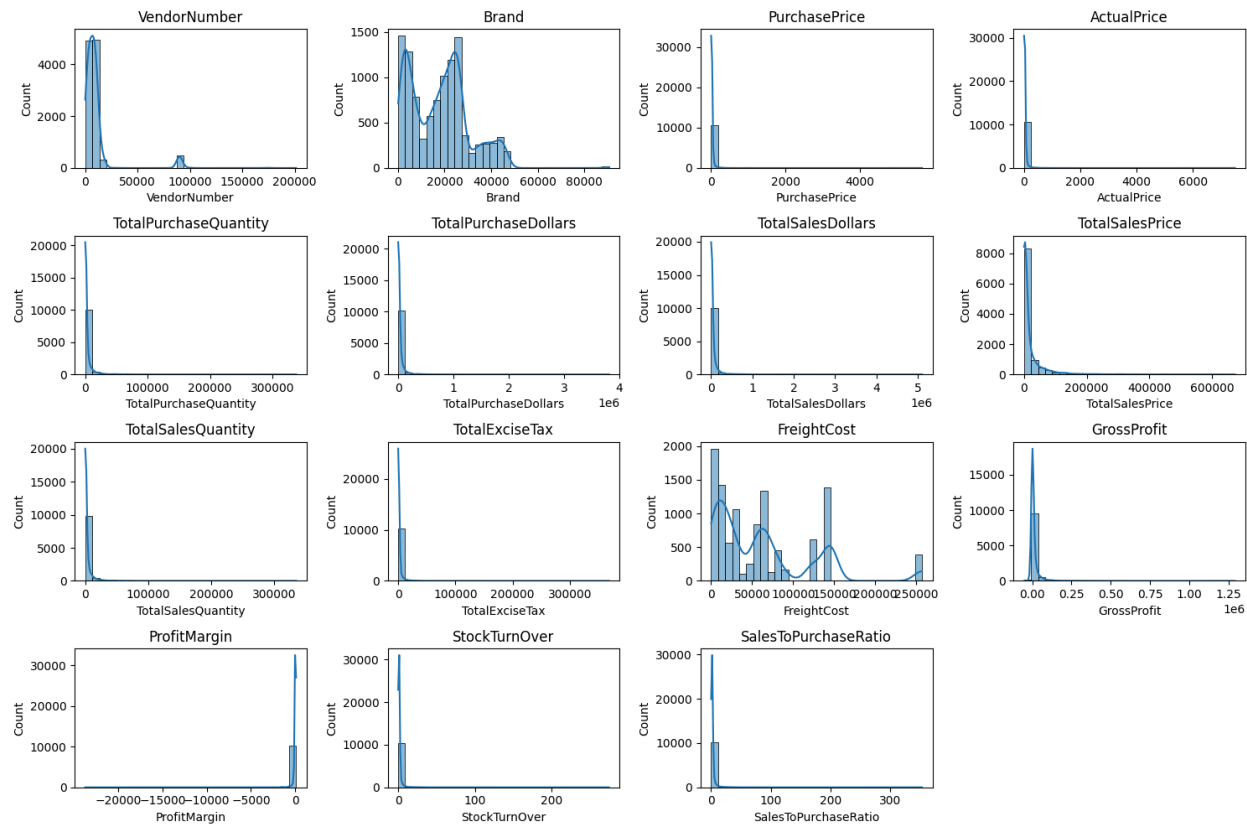 VendorNumber
Brand
PurchasePrice
ActualPrice
4000
2000
0
Count
0
50000
100000
150000
200000
VendorNumber
1500
1000
500
0
Count
0
20000
40000
60000
80000
Brand
30000
20000
10000
0
Count
0
2000
4000
PurchasePrice
30000
20000
10000
0
Count
0
2000
4000
6000
ActualPrice
TotalPurchaseQuantity
TotalPurchaseDollars
TotalSalesDollars
TotalSalesPrice
20000
15000
10000
5000
0
Count
0
100000
200000
300000
TotalPurchaseQuantity
20000
15000
10000
5000
0
Count
0
1
2
3
4
1e6
TotalPurchaseDollars
20000
15000
10000
5000
0
Count
0
1
2
3
4
5
1e6
TotalSalesDollars
8000
6000
4000
2000
0
Count
0
200000
400000
600000
TotalSalesPrice
TotalSalesQuantity
TotalExciseTax
FreightCost
GrossProfit
20000
15000
10000
5000
0
Count
0
100000
200000
300000
TotalSalesQuantity
20000
10000
0
Count
0
100000
200000
300000
TotalExciseTax
2000
1500
1000
500
0
Count
0
50000
100000
150000
200000
250000
FreightCost
15000
10000
5000
0
Count
0.00
0.25
0.50
0.75
1.00
1.25
1e6
GrossProfit
ProfitMargin
StockTurnOver
SalesToPurchaseRatio
30000
20000
10000
0
Count
−20000
−15000
−10000
−5000
0
ProfitMargin
30000
20000
10000
0
Count
0
100
200
StockTurnOver
30000
20000
10000
0
Count
0
100
200
300
SalesToPurchaseRatio